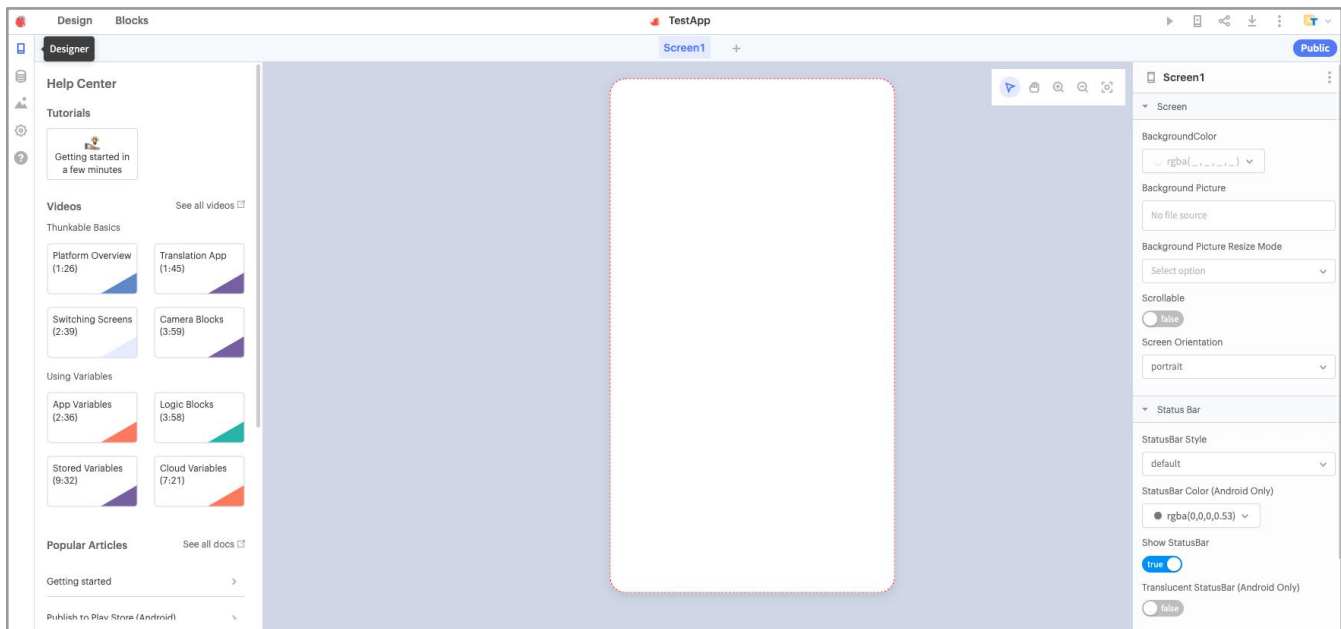 Design Blocks
TestApp
T
Designer
Screen1 +
Public
Help Center
Tutorials
Getting started in
a few minutes
Videos
See all videos
Thunkable Basics
Platform Overview
(1:26)
Translation App
(1:45)
Switching Screens
(2:39)
Camera Blocks
(3:59)
Using Variables
App Variables
(2:36)
Logic Blocks
(3:58)
Stored Variables
(9:32)
Cloud Variables
(7:21)
Popular Articles
See all docs
Getting started
Publish to Play Store (Android)
Screen1
Screen
BackgroundColor
rgba(_,_,_,_)
Background Picture
No file source
Background Picture Resize Mode
Select option
Scrollable
false
Screen Orientation
portrait
Status Bar
StatusBar Style
default
StatusBar Color (Android Only)
rgba(0,0,0,0.53)
Show StatusBar
true
Translucent StatusBar (Android Only)
false